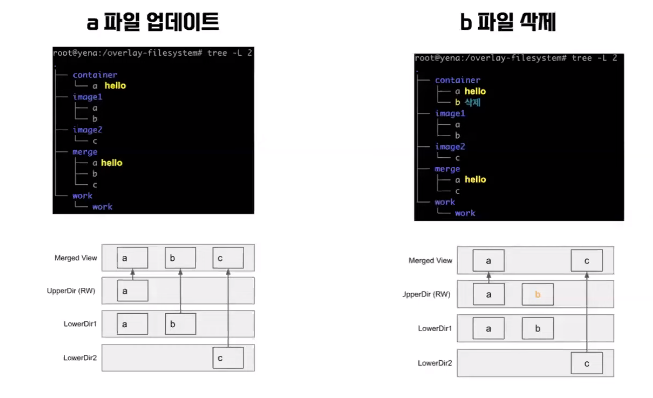 a 파일 업데이트
root@yena:/overlay-filesystem# tree -L 2
.
├── container
│   └── a hello
├── image1
│   ├── a
│   └── b
├── image2
│   └── c
├── merge
│   ├── a hello
│   ├── b
│   └── c
└── work
    └── work
Merged View a b c
UpperDir (RW) a
LowerDir1 a b
LowerDir2 c
b 파일 삭제
root@yena:/overlay-filesystem# tree -L 2
.
├── container
│   ├── a hello
│   └── b 삭제
├── image1
│   ├── a
│   └── b
├── image2
│   └── c
├── merge
│   ├── a hello
│   └── c
└── work
    └── work
Merged View a c
JpperDir (RW) a b
LowerDir1 a b
LowerDir2 c